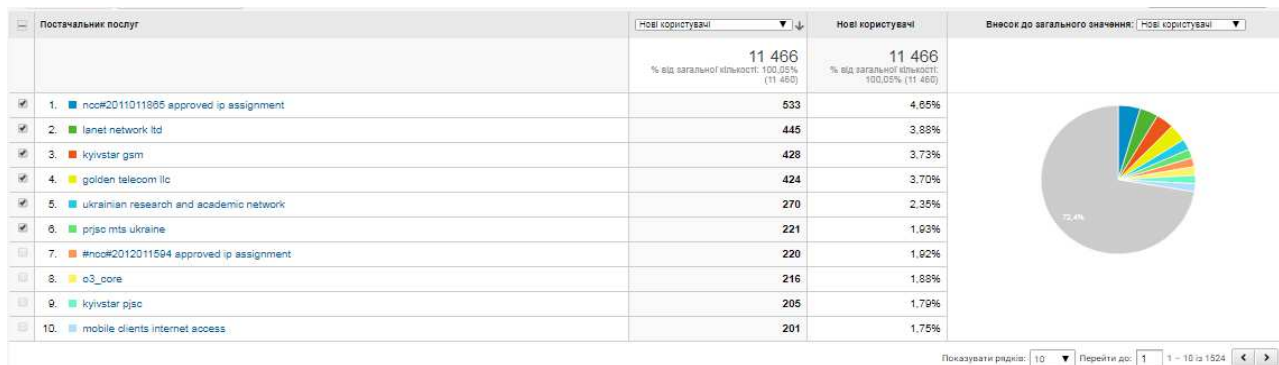 Постачальник послуг Нові користувачі Нові користувачі Внесок до загального значення: Нові користувачі
11 466 11 466
% від загальної кількості: 100,05% % від загальної кількості:
(11 460) 100,05% (11 460)
1. ncc#2011011865 approved ip assignment 533 4,65%
2. lanet network ltd 445 3,88%
3. kyivstar gsm 428 3,73%
4. golden telecom llc 424 3,70%
5. ukrainian research and academic network 270 2,35%
6. prjsc mts ukraine 221 1,93%
7. #ncc#2012011594 approved ip assignment 220 1,92%
8. o3_core 216 1,88%
9. kyivstar pjsc 205 1,79%
10. mobile clients internet access 201 1,75%
72,4%
Показувати рядків: 10 Перейти до: 1 1 – 10 із 1524